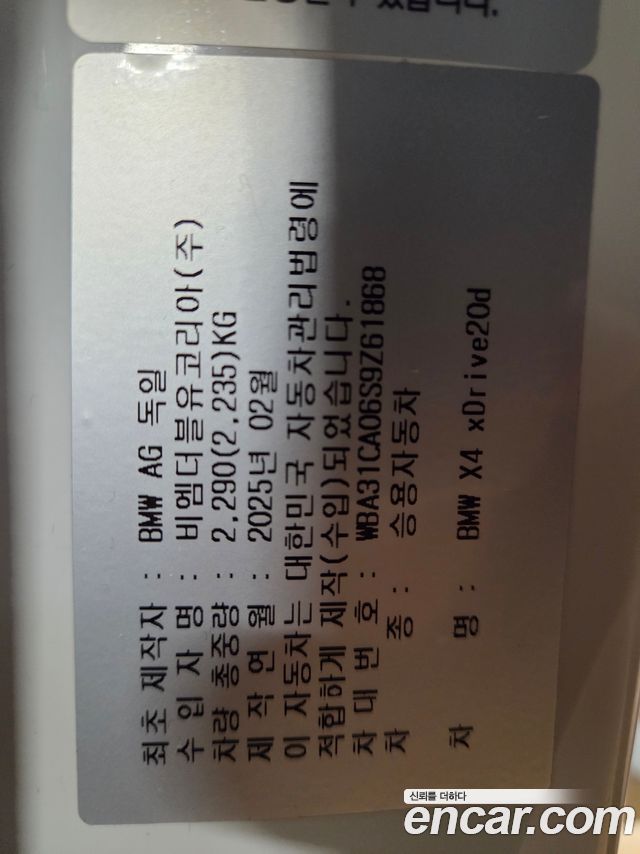 수 있습니다.
최초 제작자 : BMW AG 독일
수 입 자 명 : 비엠더블유코리아(주)
차량 총중량 : 2,290(2,235)KG
제 작 연 월 : 2025년 02월
이 자동차는 대한민국 자동차관리법령에
적합하게 제작(수입)되었습니다.
차 대 번 호 : WBA31CA06S9Z61868
차 종 : 승용자동차
차 명 : BMW X4 xDrive20d
신뢰를 더하다
encar.com